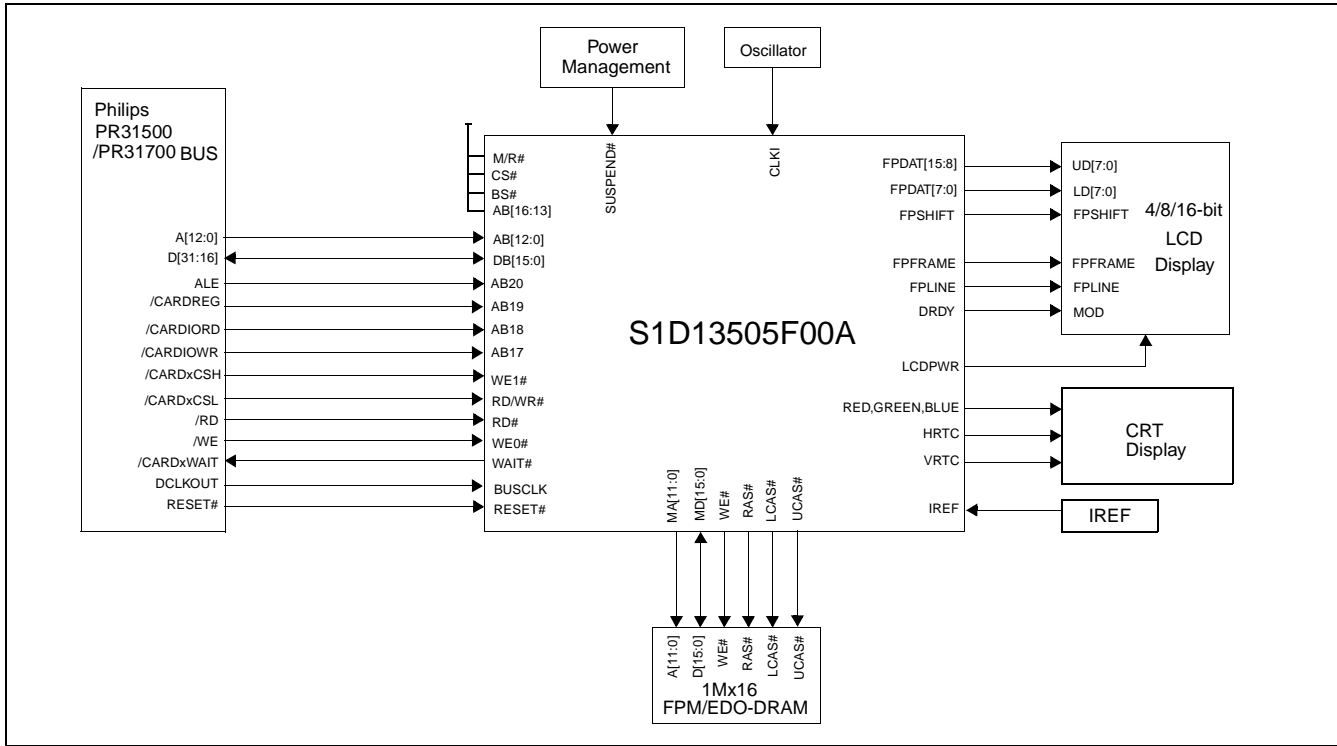 Power
Management
Oscillator
Philips
PR31500
/PR31700 BUS
A[12:0]
D[31:16]
ALE
/CARDREG
/CARDIORD
/CARDIOWR
/CARDxCSH
/CARDxCSL
/RD
/WE
/CARDxWAIT
DCLKOUT
RESET#
M/R#
CS#
BS#
AB[16:13]
AB[12:0]
DB[15:0]
AB20
AB19
AB18
AB17
WE1#
RD/WR#
RD#
WE0#
WAIT#
BUSCLK
RESET#
SUSPEND#
CLKI
S1D13505F00A
FPDAT[15:8]
FPDAT[7:0]
FPSHIFT
FPFRAME
FPLINE
DRDY
LCDPWR
RED,GREEN,BLUE
HRTC
VRTC
IREF
UD[7:0]
LD[7:0]
FPSHIFT
FPFRAME
FPLINE
MOD
4/8/16-bit
LCD
Display
CRT
Display
IREF
MA[11:0]
MD[15:0]
WE#
RAS#
LCAS#
UCAS#
A[11:0]
D[15:0]
WE#
RAS#
LCAS#
UCAS#
1Mx16
FPM/EDO-DRAM